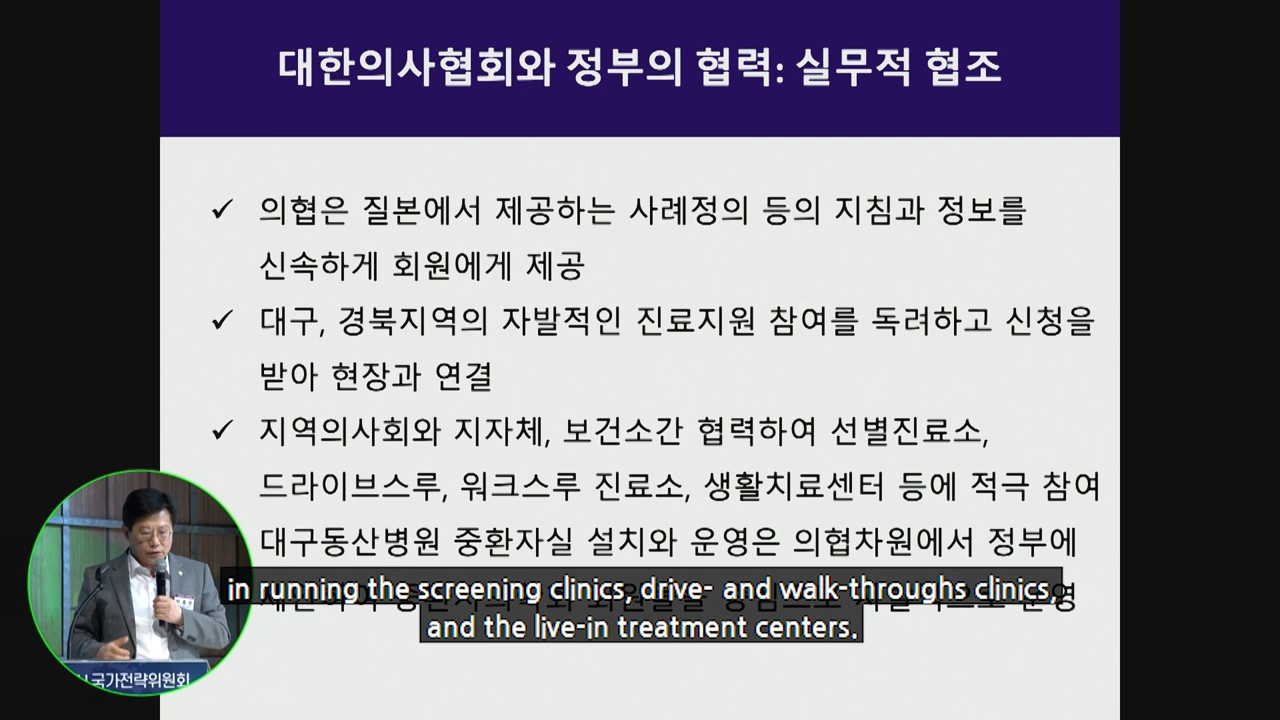 대한의사협회와 정부의 협력: 실무적 협조
✓ 의협은 질본에서 제공하는 사례정의 등의 지침과 정보를
신속하게 회원에게 제공
✓ 대구, 경북지역의 자발적인 진료지원 참여를 독려하고 신청을
받아 현장과 연결
✓ 지역의사회와 지자체, 보건소간 협력하여 선별진료소,
드라이브스루, 워크스루 진료소, 생활치료센터 등에 적극 참여
대구동산병원 중환자실 설치와 운영은 의협차원에서 정부에
운영
in running the screening clinics, drive- and walk-throughs clinics,
and the live-in treatment centers.
국가전략위원회